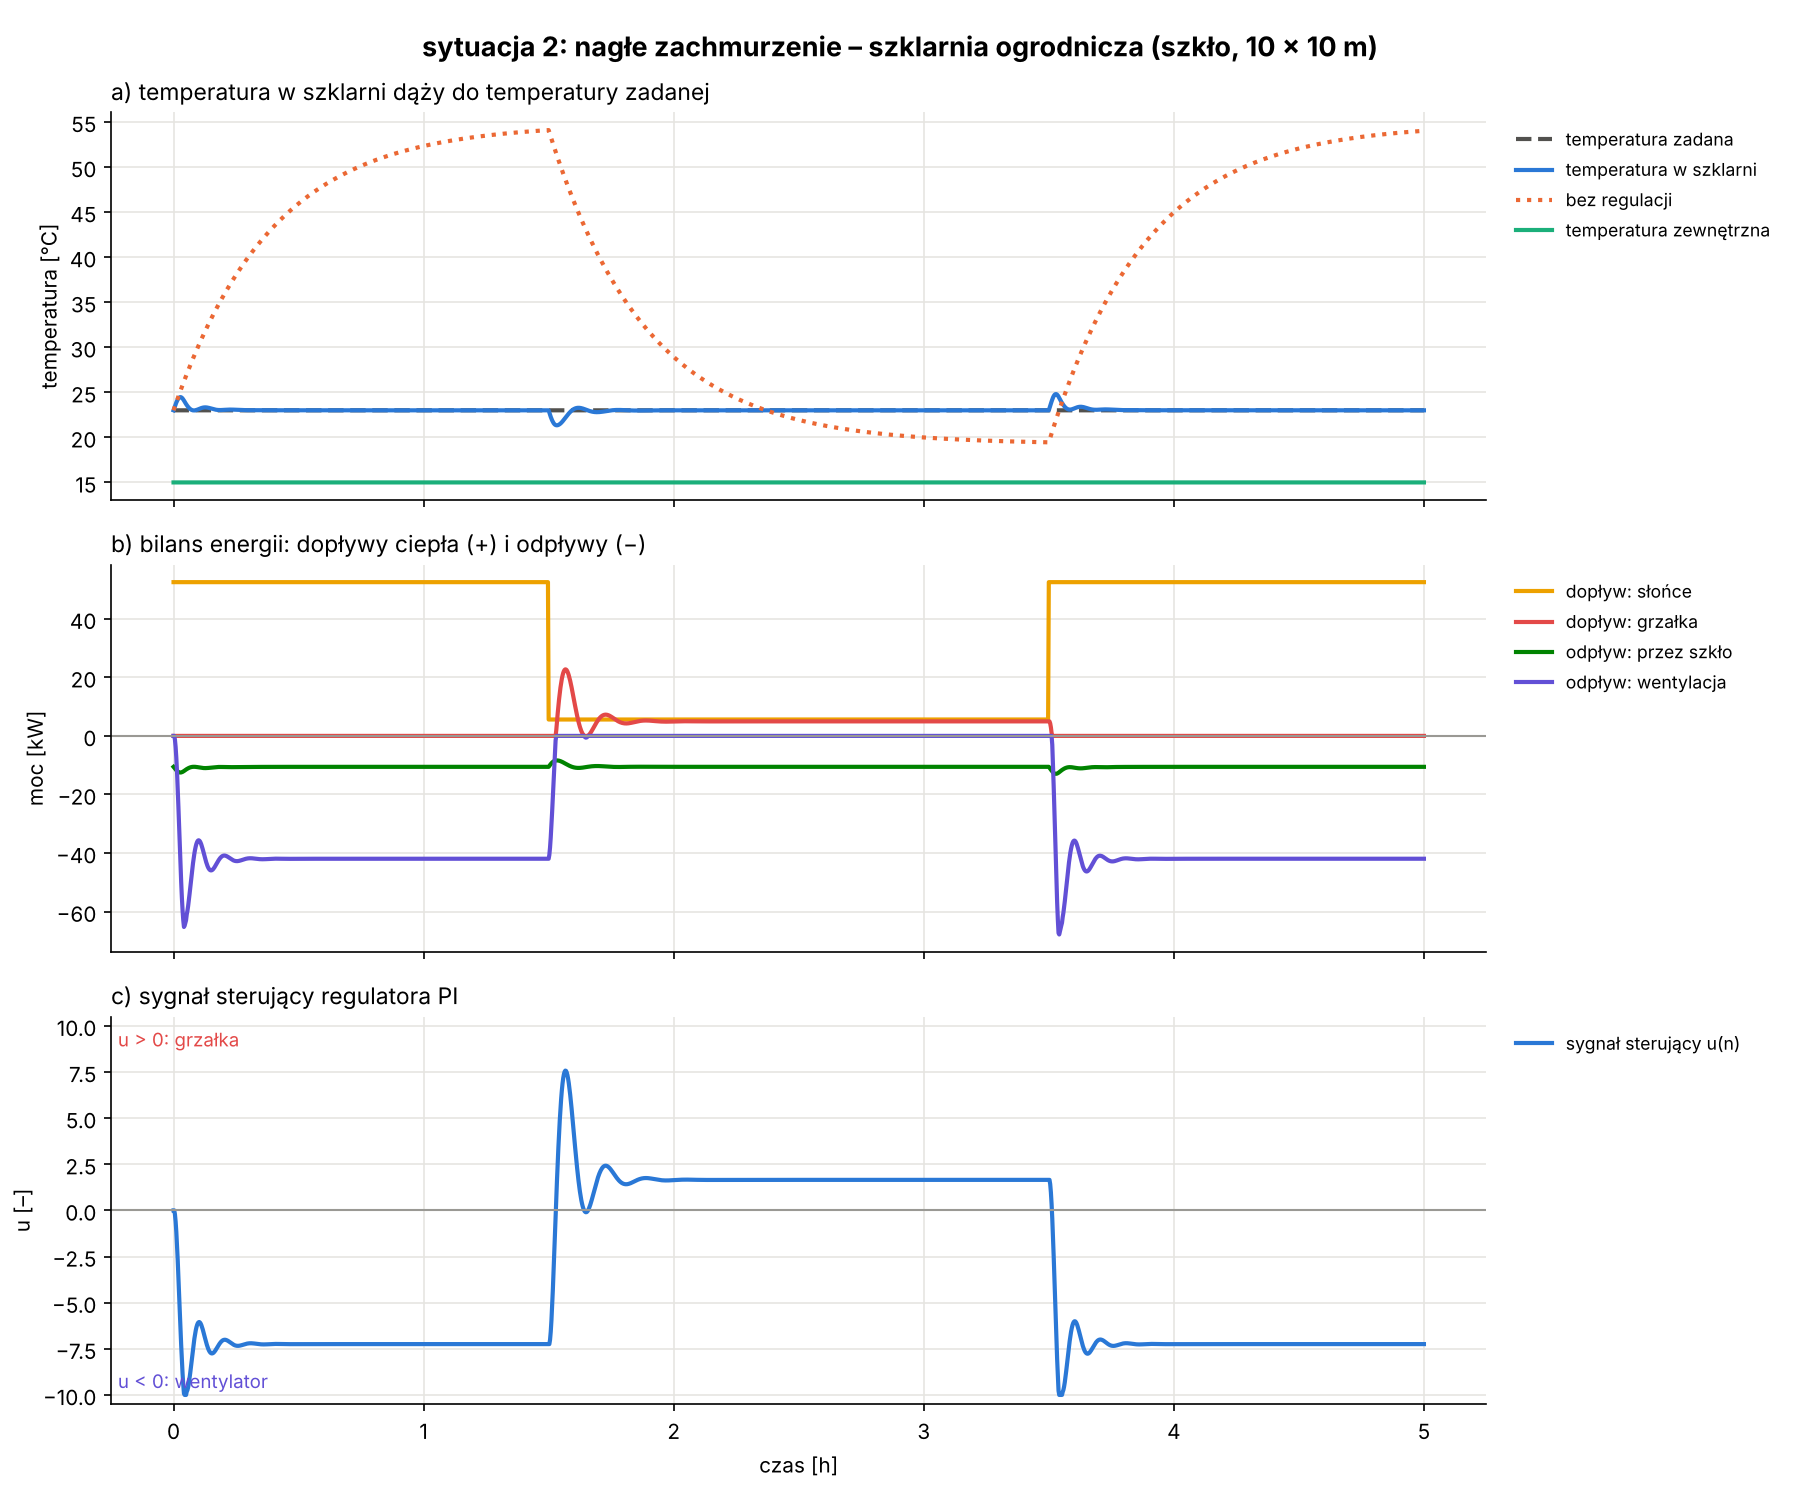 sytuacja 2: nagłe zachmurzenie – szklarnia ogrodnicza (szkło, 10 × 10 m)
a) temperatura w szklarni dąży do temperatury zadanej
temperatura [°C]
55
50
45
40
35
30
25
20
15
temperatura zadana
temperatura w szklarni
bez regulacji
temperatura zewnętrzna
b) bilans energii: dopływy ciepła (+) i odpływy (−)
moc [kW]
40
20
0
−20
−40
−60
dopływ: słońce
dopływ: grzałka
odpływ: przez szkło
odpływ: wentylacja
c) sygnał sterujący regulatora PI
u [−]
10.0
7.5
5.0
2.5
0.0
−2.5
−5.0
−7.5
−10.0
u > 0: grzałka
u < 0: wentylator
sygnał sterujący u(n)
0 1 2 3 4 5
czas [h]